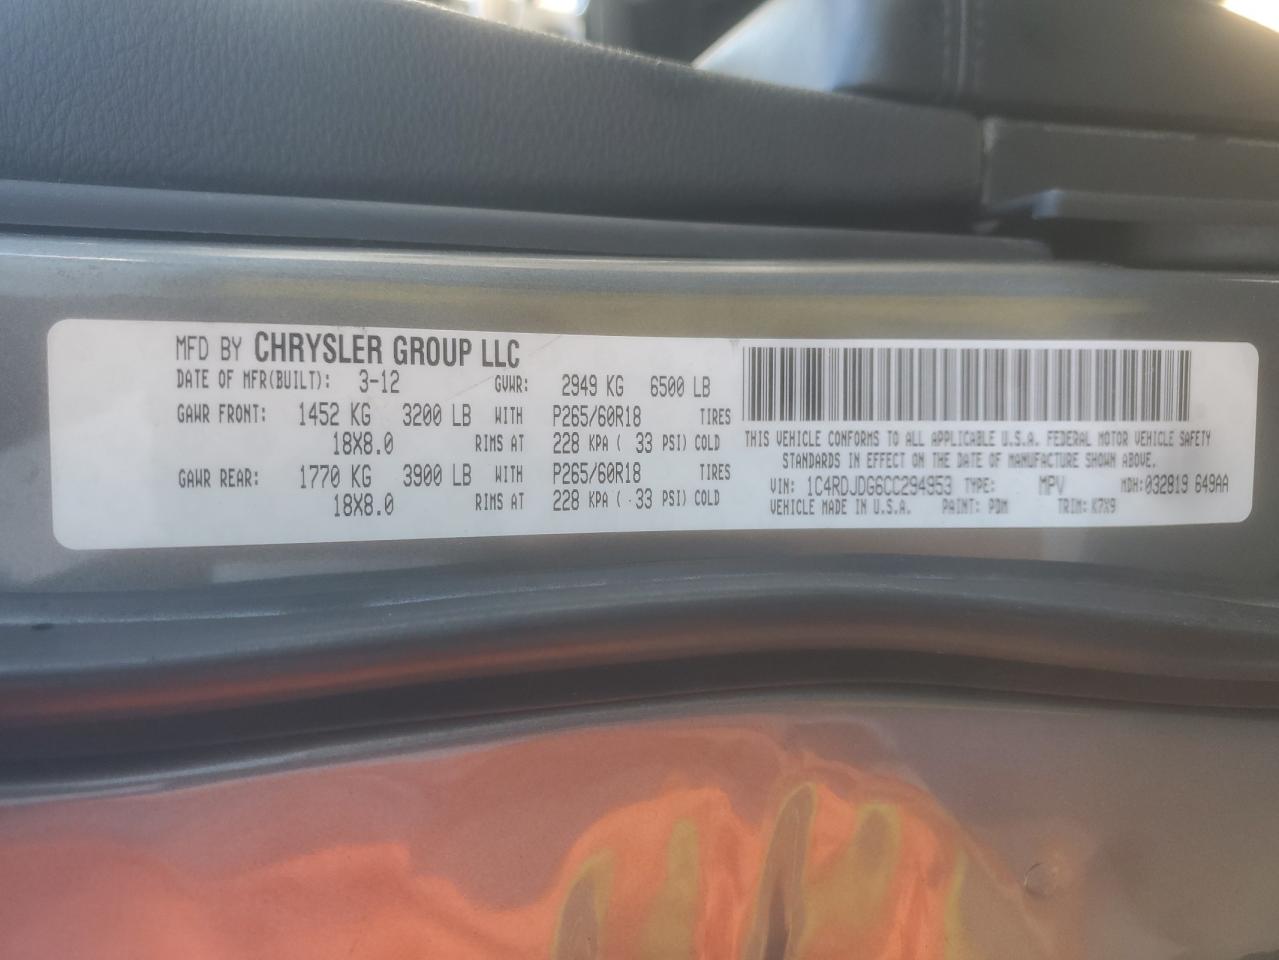 MFD BY CHRYSLER GROUP LLC
DATE OF MFR(BUILT): 3-12 GVWR: 2949 KG 6500 LB
GAWR FRONT: 1452 KG 3200 LB WITH P265/60R18 TIRES
18X8.0 RIMS AT 228 KPA ( 33 PSI) COLD
GAWR REAR: 1770 KG 3900 LB WITH P265/60R18 TIRES
18X8.0 RIMS AT 228 KPA ( 33 PSI) COLD
THIS VEHICLE CONFORMS TO ALL APPLICABLE U.S.A. FEDERAL MOTOR VEHICLE SAFETY
STANDARDS IN EFFECT ON THE DATE OF MANUFACTURE SHOWN ABOVE.
VIN: 1C4RDJDG6CC294953 TYPE: MPV MDH: 032819 649AA
VEHICLE MADE IN U.S.A. PAINT: PDM TRIM: K7X9